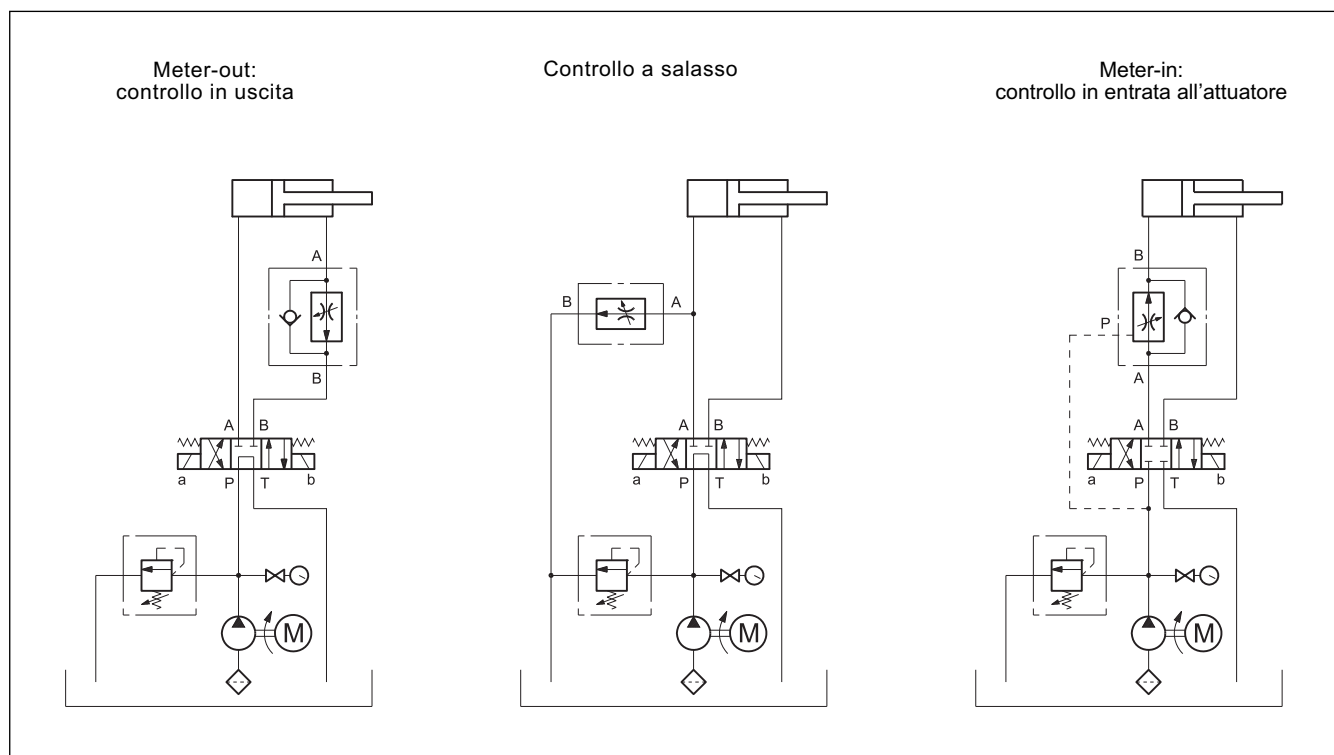 Meter-out:
controllo in uscita
Controllo a salasso
Meter-in:
controllo in entrata all'attuatore
A
B
A B
a P T b
M
B A
A B
a P T b
M
B
P
A
A B
a P T b
M